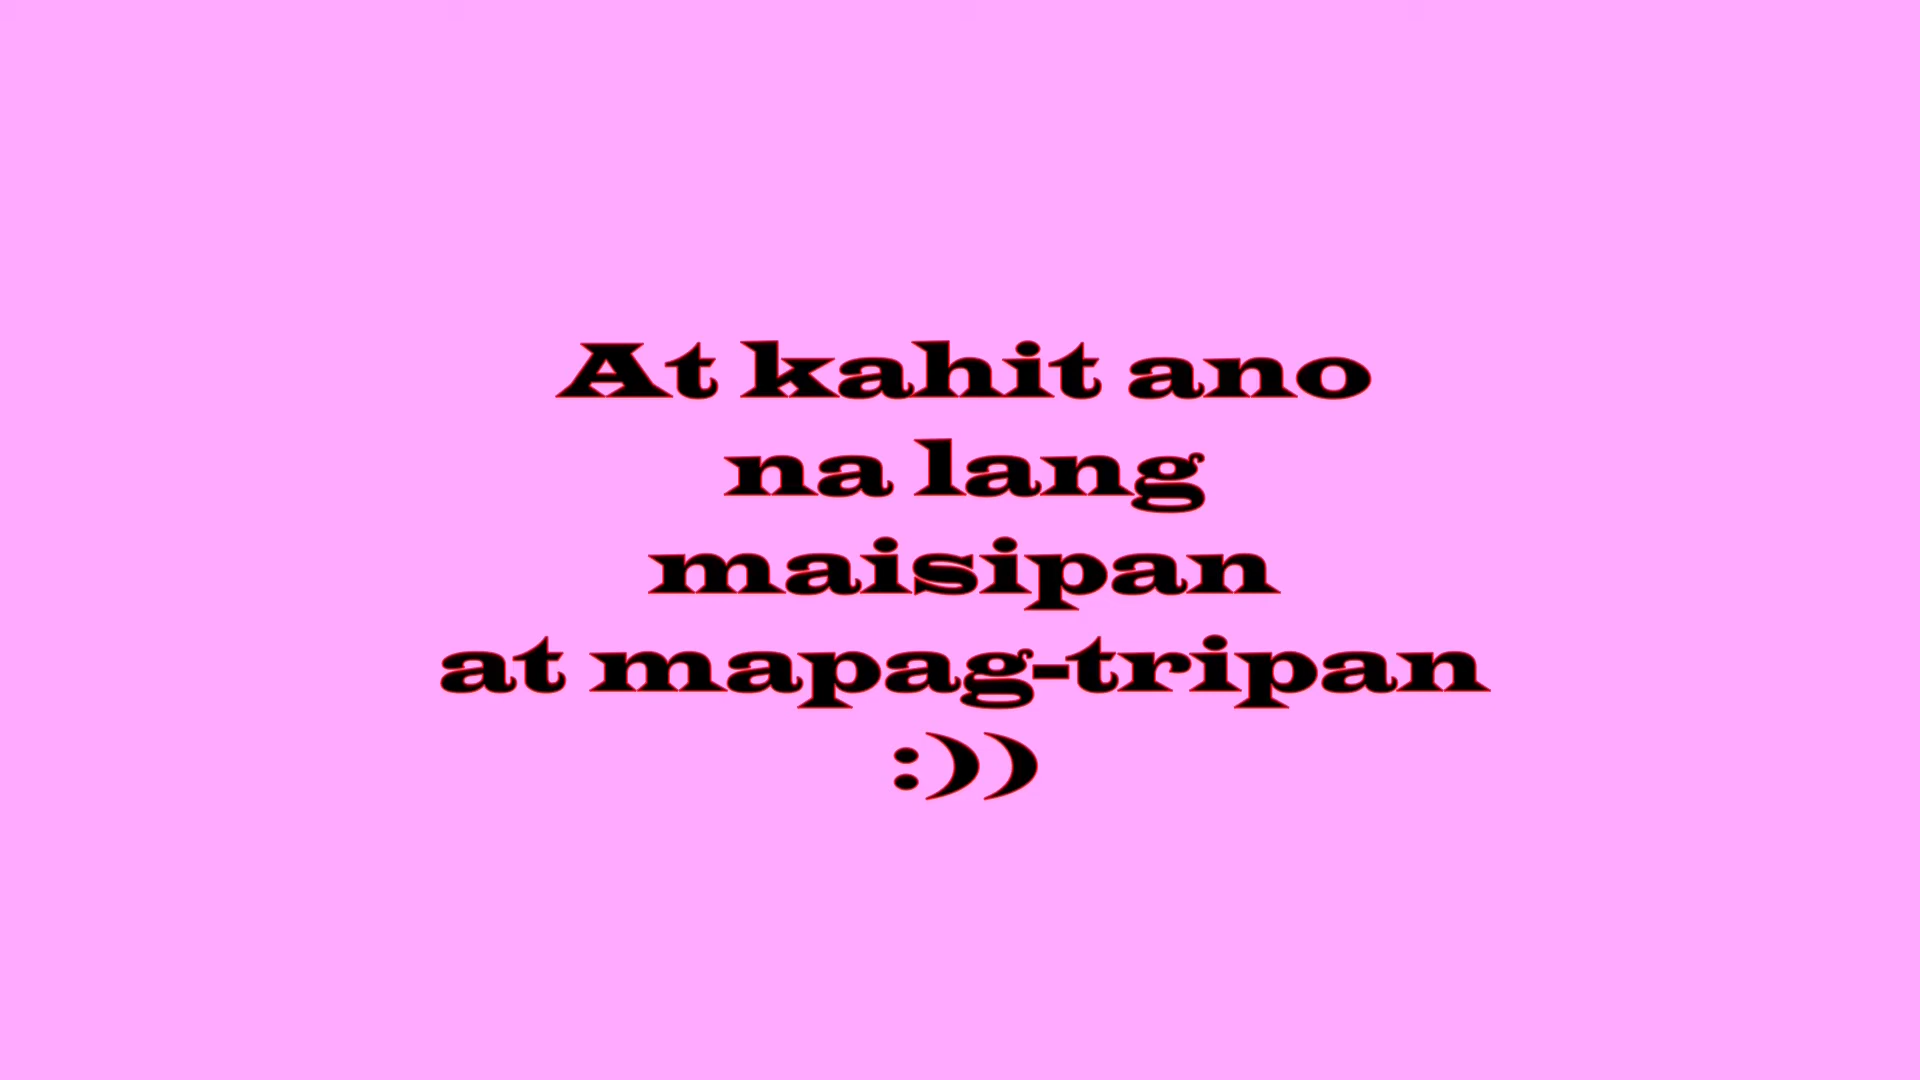 At kahit ano
na lang
maisipan
at mapag-tripan
:))